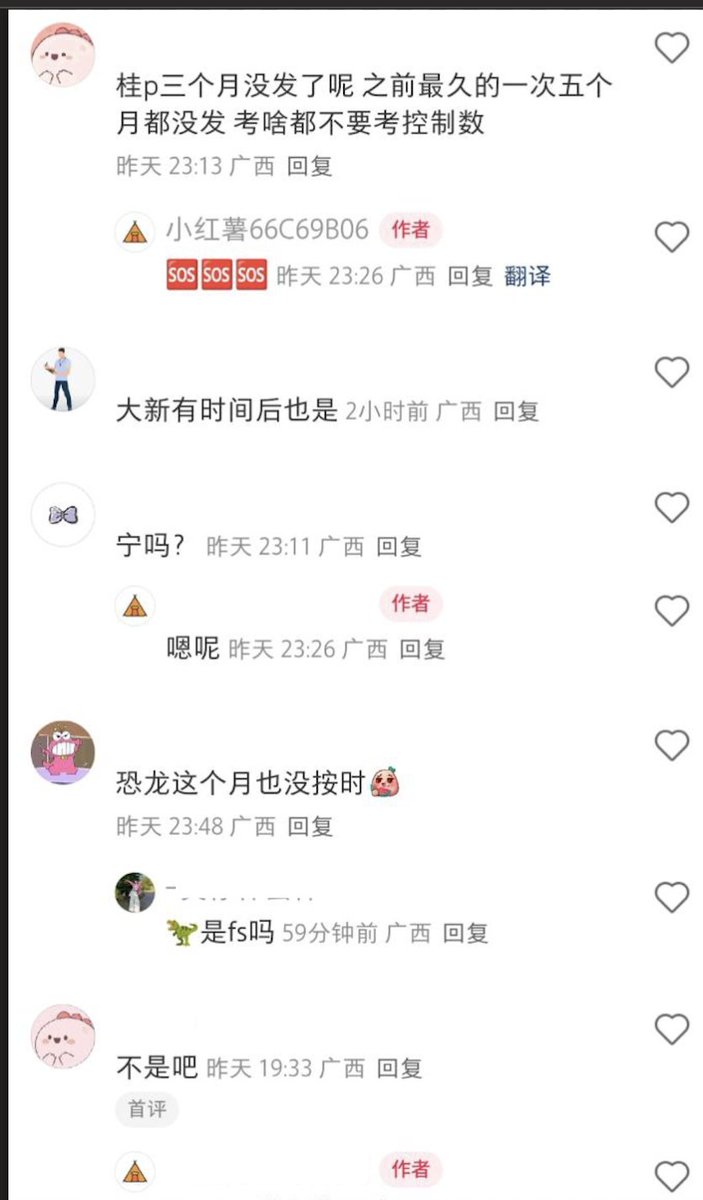 桂p三个月没发了呢 之前最久的一次五个
月都没发 考啥都不要考控制数
昨天 23:13 广西 回复
小红薯66C69B06 作者
🆘🆘🆘 昨天 23:26 广西 回复 翻译
大新有时间后也是 2小时前 广西 回复
宁吗？ 昨天 23:11 广西 回复
作者
嗯呢 昨天 23:26 广西 回复
恐龙这个月也没按时
昨天 23:48 广西 回复
🦖是fs吗 59分钟前 广西 回复
不是吧 昨天 19:33 广西 回复
首评
作者